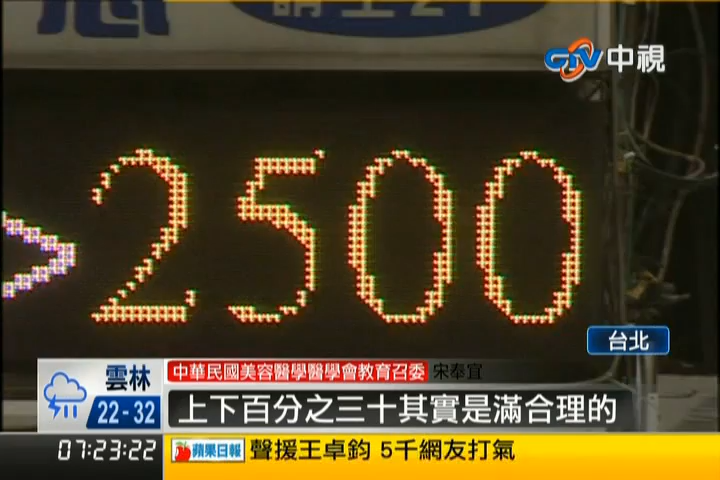 CTV 中視
>2500
台北
雲林
22-32
中華民國美容醫學醫學會教育召委 宋奉宜
上下百分之三十其實是滿合理的
07:23:22
蘋果日報 聲援王卓鈞 5千網友打氣